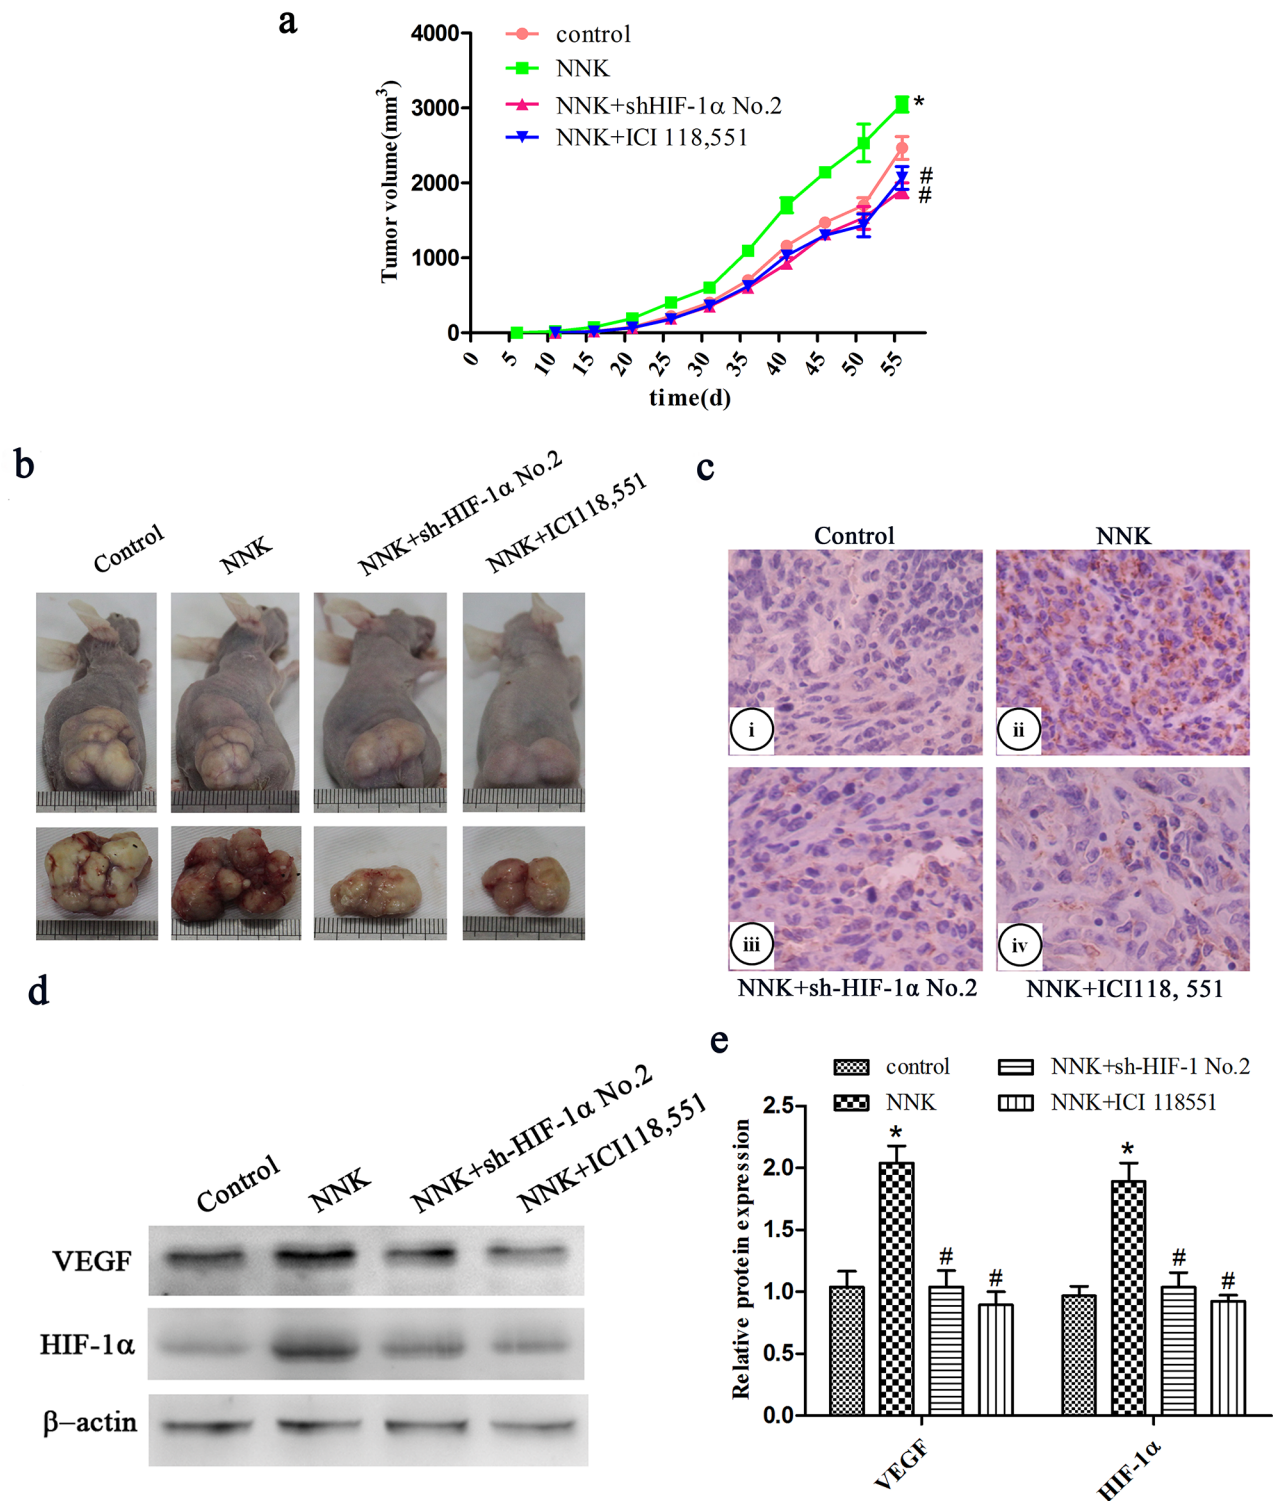 a
4000
3000
2000
1000
0
Tumor volume(mm³)
control
NNK
NNK+shHIF-1α No.2
NNK+ICI 118,551
*
#
#
0 5 10 15 20 25 30 35 40 45 50 55
time(d)
b
Control
NNK
NNK+sh-HIF-1α No.2
NNK+ICI118,551
c
Control
NNK
i
ii
iii
iv
NNK+sh-HIF-1α No.2
NNK+ICI118, 551
d
Control
NNK
NNK+sh-HIF-1α No.2
NNK+ICI118,551
VEGF
HIF-1α
β–actin
e
control
NNK
NNK+sh-HIF-1 No.2
NNK+ICI 118551
Relative protein expression
2.5
2.0
1.5
1.0
0.5
0.0
*
#
#
*
#
#
VEGF
HIF-1α